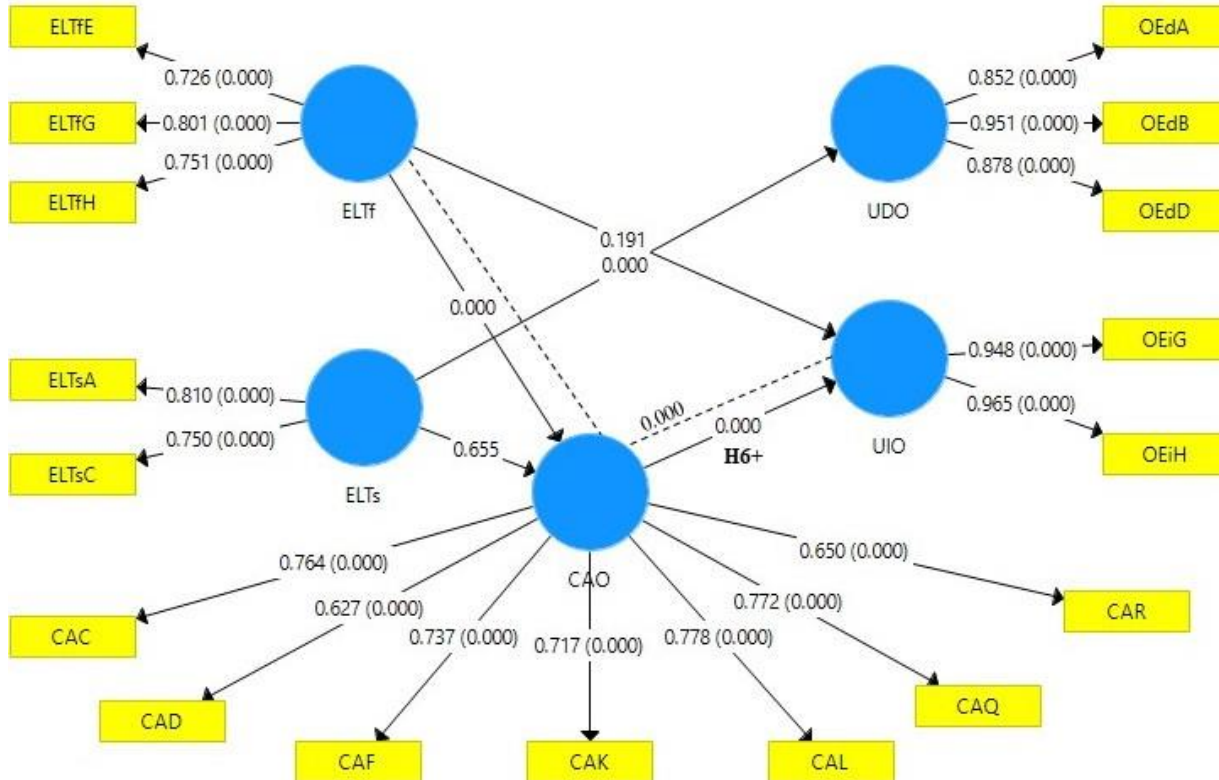 ELTfE
OEdA
0.726 (0.000)
0.852 (0.000)
ELTfG
0.801 (0.000)
0.951 (0.000)
OEdB
0.751 (0.000)
0.878 (0.000)
ELTfH
OEdD
ELTf
UDO
0.191
0.000
0.000
OEiG
0.948 (0.000)
ELTsA
0.810 (0.000)
0.965 (0.000)
0.750 (0.000)
0.000
0.000
H6+
UIO
OEiH
ELTsC
0.655
ELTs
CAO
0.764 (0.000)
0.650 (0.000)
0.627 (0.000)
0.772 (0.000)
0.737 (0.000)
0.717 (0.000)
0.778 (0.000)
CAC
CAR
CAD
CAQ
CAF
CAK
CAL